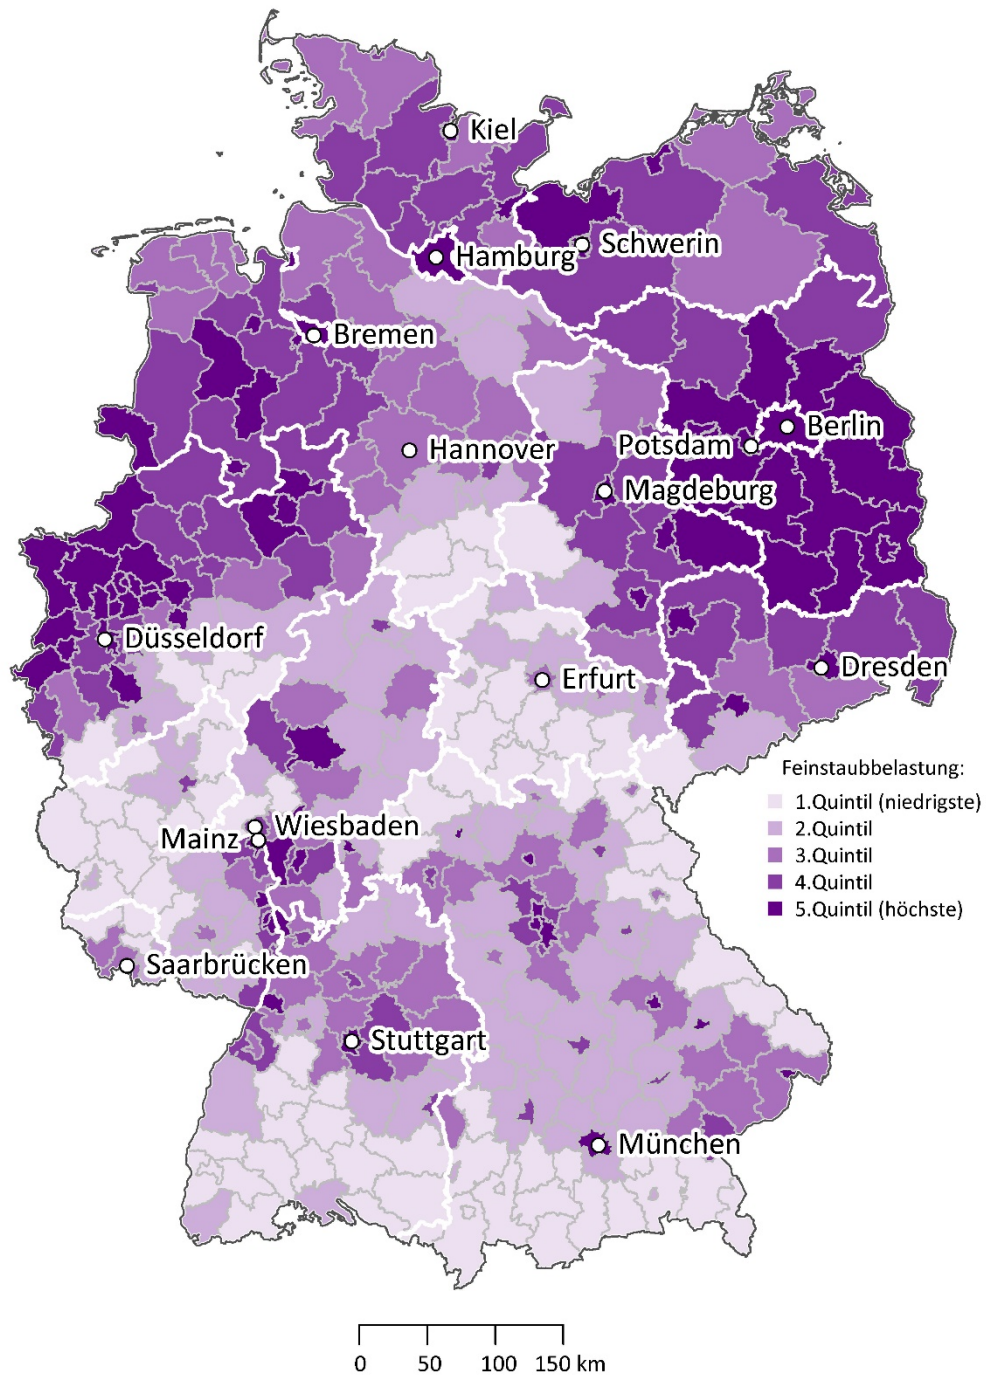 Kiel
Schwerin
Hamburg
Bremen
Berlin
Hannover
Potsdam
Magdeburg
Düsseldorf
Erfurt
Dresden
Feinstaubbelastung:
1.Quintil (niedrigste)
2.Quintil
3.Quintil
4.Quintil
5.Quintil (höchste)
Wiesbaden
Mainz
Saarbrücken
Stuttgart
München
0 50 100 150 km